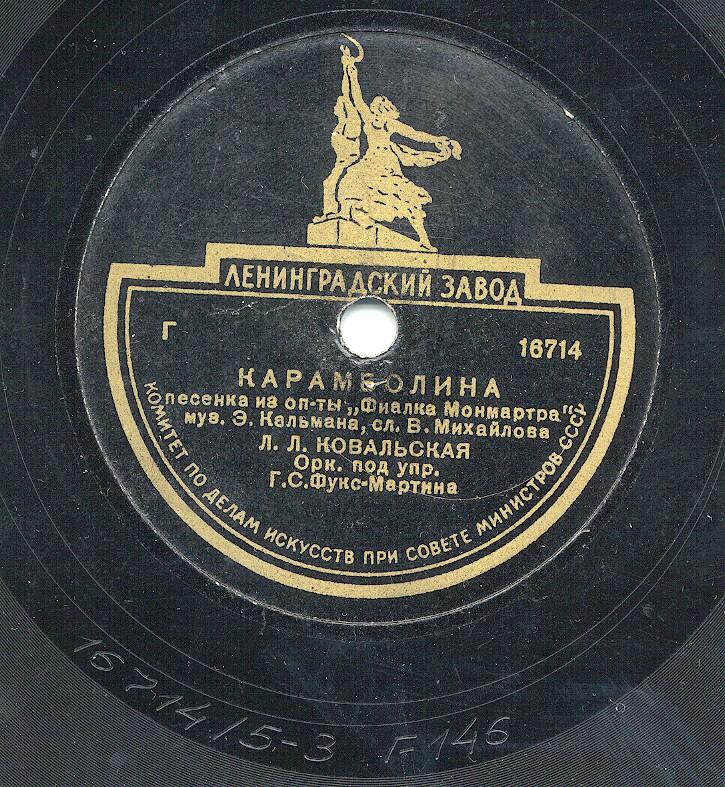 ЛЕНИНГРАДСКИЙ ЗАВОД
Г 16714
КАРАМБОЛИНА
песенка из оп-ты „Фиалка Монмартра"
муз. Э. Кальмана, сл. В. Михайлова
Л. Л. КОВАЛЬСКАЯ
Орк. под упр.
Г.С.Фукс-Мартина
КОМИТЕТ ПО ДЕЛАМ ИСКУССТВ ПРИ СОВЕТЕ МИНИСТРОВ-СССР
16714/5-3 Г-146